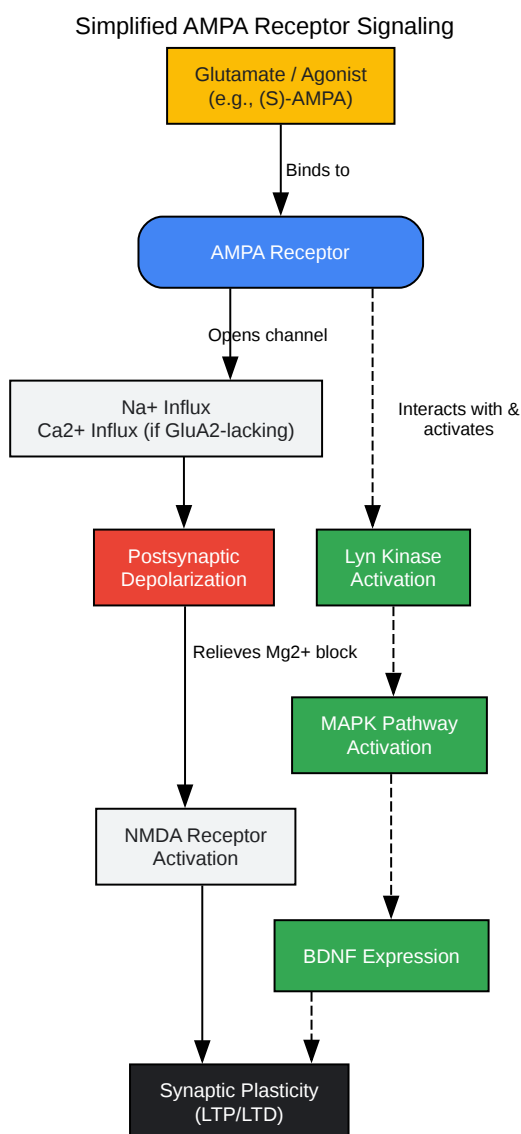 Simplified AMPA Receptor Signaling
Glutamate / Agonist
(e.g., (S)-AMPA)
Binds to
AMPA Receptor
Opens channel
Na+ Influx
Ca2+ Influx (if GluA2-lacking)
Interacts with &
activates
Postsynaptic
Depolarization
Lyn Kinase
Activation
Relieves Mg2+ block
MAPK Pathway
Activation
NMDA Receptor
Activation
BDNF Expression
Synaptic Plasticity
(LTP/LTD)